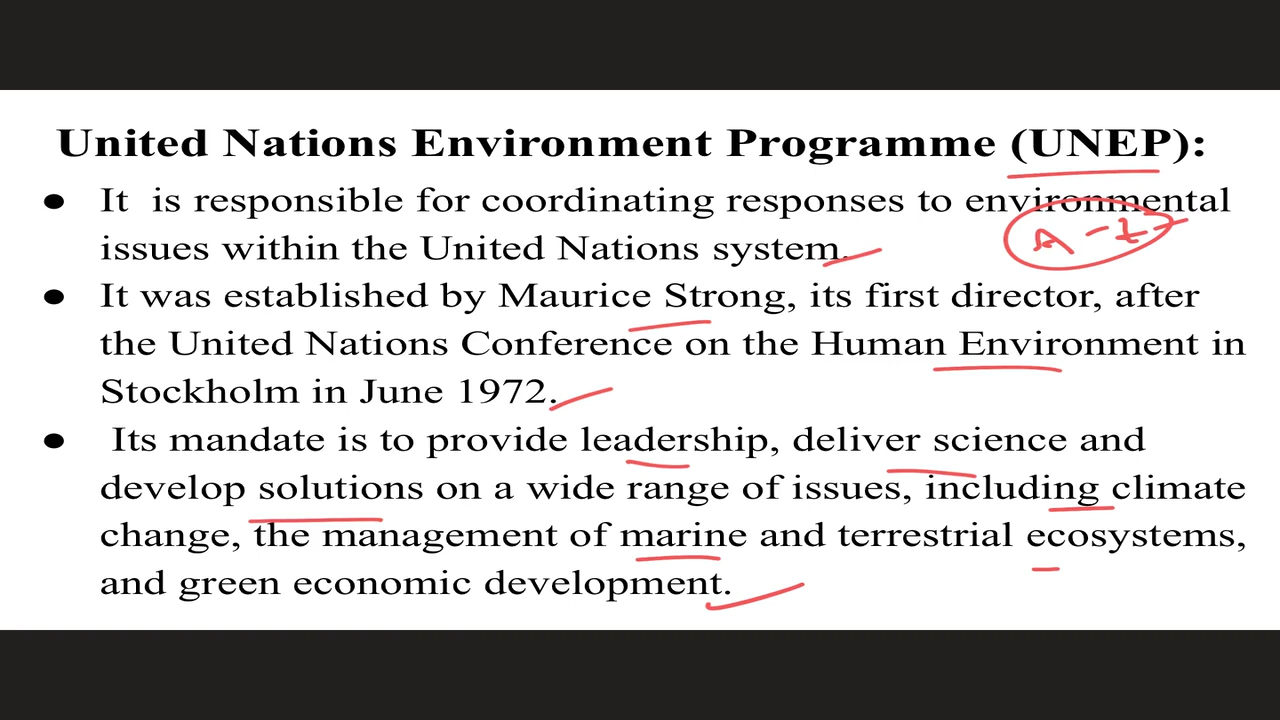 United Nations Environment Programme (UNEP):
● It is responsible for coordinating responses to environmental
issues within the United Nations system.
● It was established by Maurice Strong, its first director, after
the United Nations Conference on the Human Environment in
Stockholm in June 1972.
● Its mandate is to provide leadership, deliver science and
develop solutions on a wide range of issues, including climate
change, the management of marine and terrestrial ecosystems,
and green economic development.